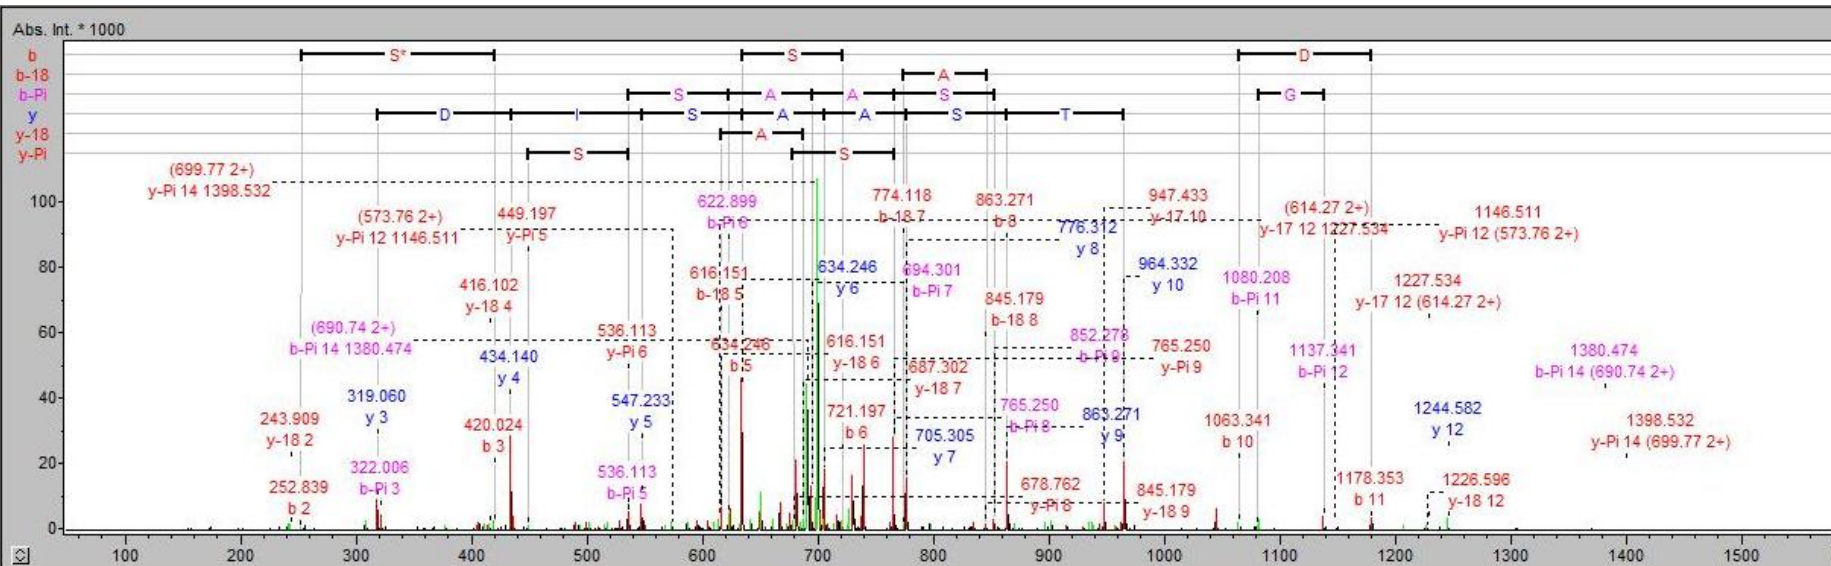 Abs. Int. * 1000
b
S*
S
D
b-18
A
b-Pi
S
A
A
S
G
y
D
I
S
A
A
S
T
y-18
A
y-Pi
S
S
(699.77 2+)
y-Pi 14 1398.532
(573.76 2+)
y-Pi 12 1146.511
449.197
y-Pi 5
622.899
b-Pi 6
774.118
b-18 7
863.271
b 8
947.433
y-17 10
(614.27 2+)
y-17 12 1227.534
1146.511
y-Pi 12 (573.76 2+)
776.312
y 8
416.102
y-18 4
616.151
b-18 5
634.246
y 6
694.301
b-Pi 7
964.332
y 10
1080.208
b-Pi 11
1227.534
y-17 12 (614.27 2+)
845.179
b-18 8
(690.74 2+)
b-Pi 14 1380.474
536.113
y-Pi 6
634.246
b 5
616.151
y-18 6
852.278
b-Pi 9
765.250
y-Pi 9
1137.341
b-Pi 12
1380.474
b-Pi 14 (690.74 2+)
434.140
y 4
687.302
y-18 7
319.060
y 3
547.233
y 5
243.909
y-18 2
420.024
b 3
721.197
b 6
765.250
b-Pi 8
863.271
y 9
1063.341
b 10
1244.582
y 12
1398.532
y-Pi 14 (699.77 2+)
705.305
y 7
322.006
b-Pi 3
536.113
b-Pi 5
252.839
b 2
678.762
y-Pi 8
845.179
y-18 9
1178.353
b 11
1226.596
y-18 12
100
80
60
40
20
0
100 200 300 400 500 600 700 800 900 1000 1100 1200 1300 1400 1500